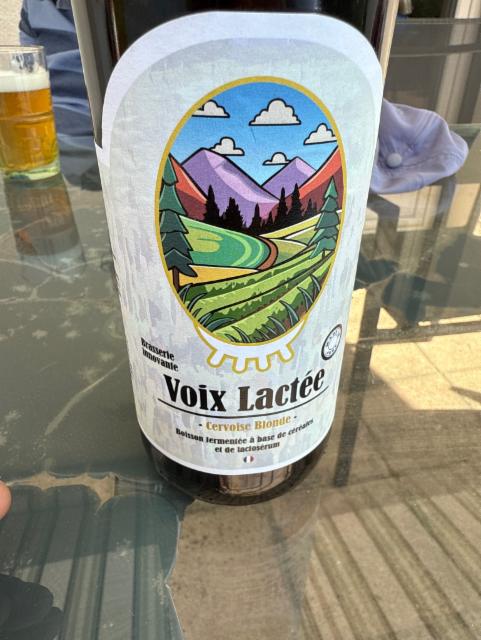 Brasserie
innovante
Voix Lactée
- Cervoise Blonde -
Boisson fermentée à base de céréales
et de lactosérum